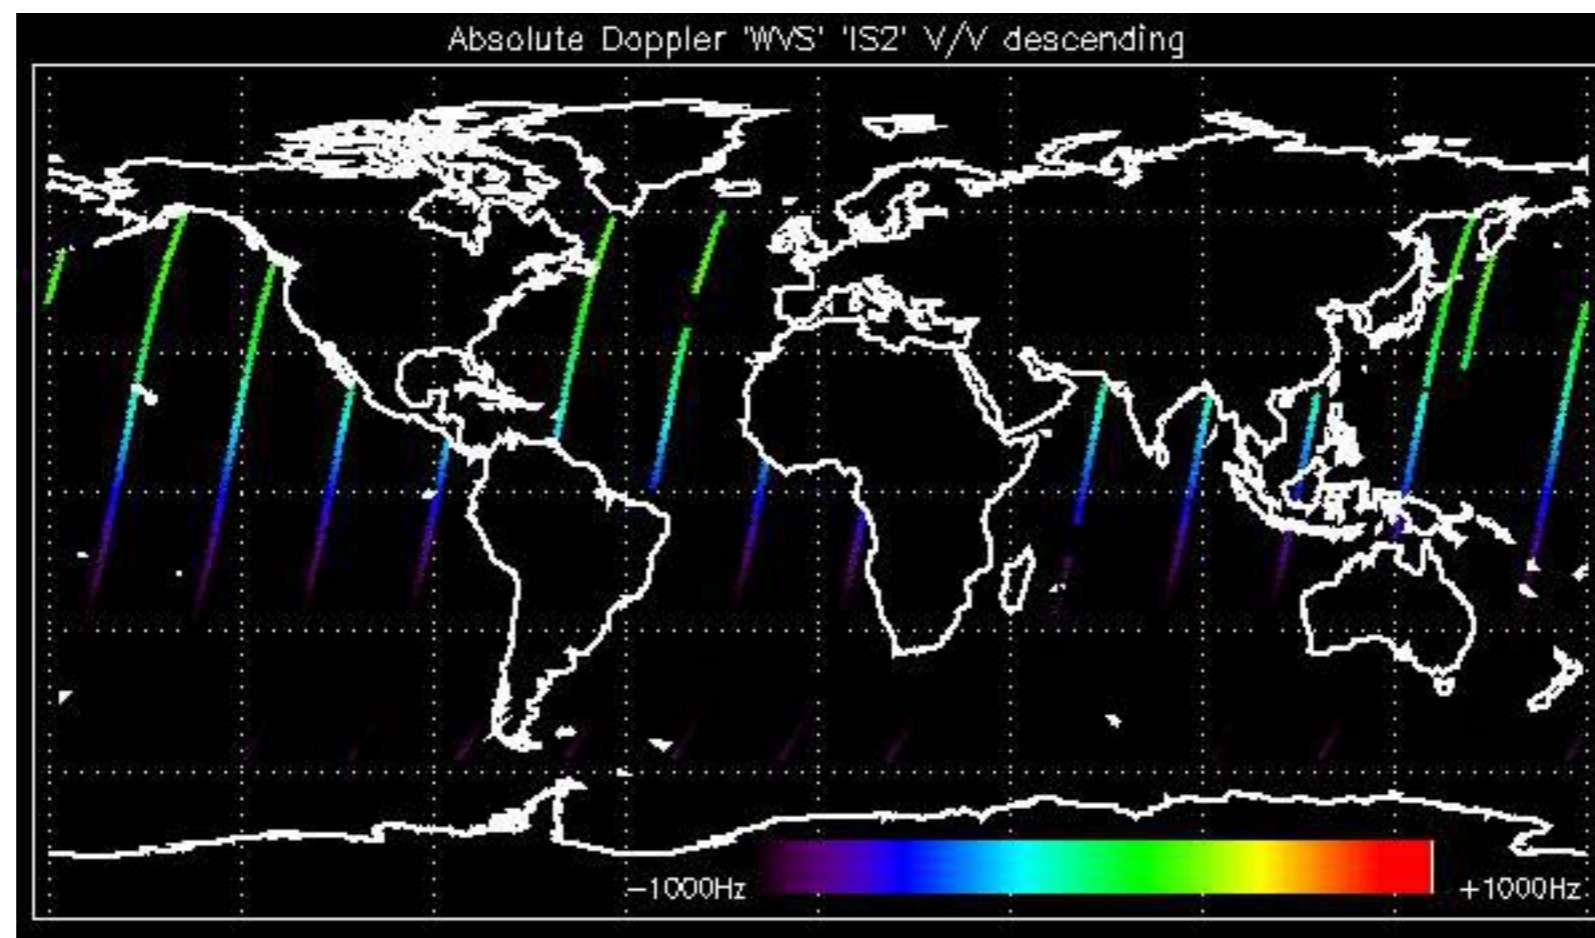 Absolute Doppler 'WVS' 'IS2' V/V descending
−1000Hz
+1000Hz